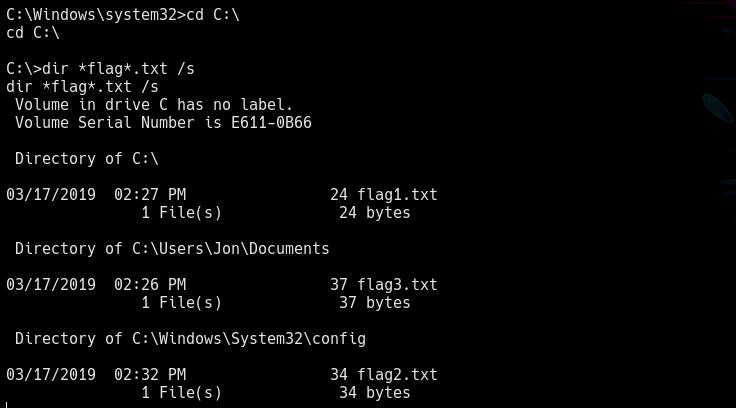 C:\Windows\system32>cd C:\
cd C:\
C:\>dir *flag*.txt /s
dir *flag*.txt /s
 Volume in drive C has no label.
 Volume Serial Number is E611-0B66
 Directory of C:\
03/17/2019  02:27 PM                24 flag1.txt
               1 File(s)             24 bytes
 Directory of C:\Users\Jon\Documents
03/17/2019  02:26 PM                37 flag3.txt
               1 File(s)             37 bytes
 Directory of C:\Windows\System32\config
03/17/2019  02:32 PM                34 flag2.txt
               1 File(s)             34 bytes